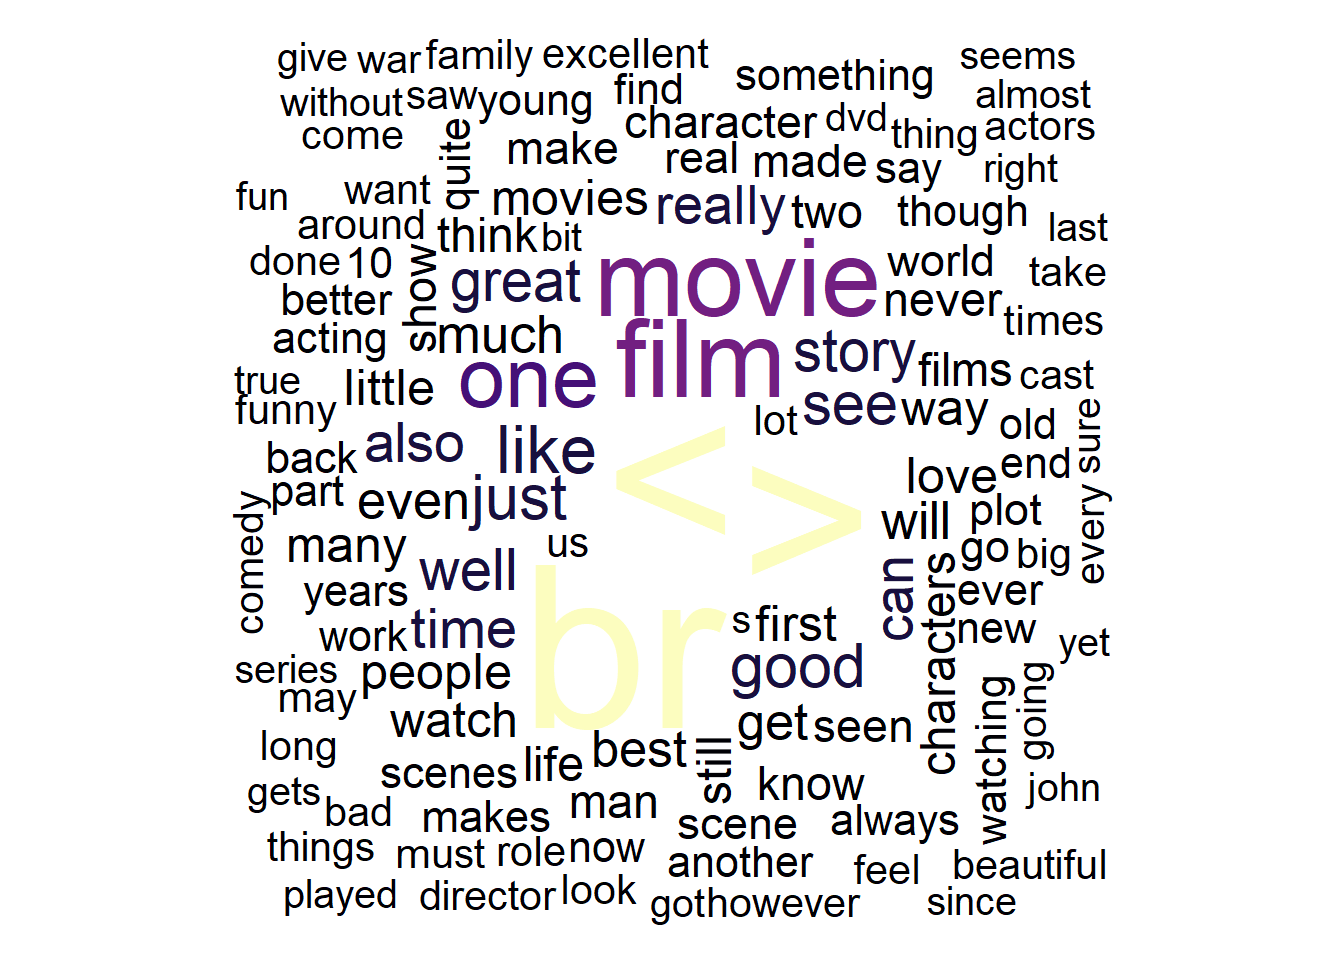 give war family excellent something seems
without saw young find almost
come make character dvd thing actors
quite real made say right
fun want movies really two though last
around think bit
done 10 show great movie world take
better never times
acting much film story
true little one films cast
funny see way old
lot
back also like < > love end sure
part even just will plot every
comedy many us go big
years well br can characters ever
work time s first new yet
series people good
may watch get seen watching going
long scenes life best still
gets bad makes man know john
scene always
things must role now another feel beautiful
played director look got however since